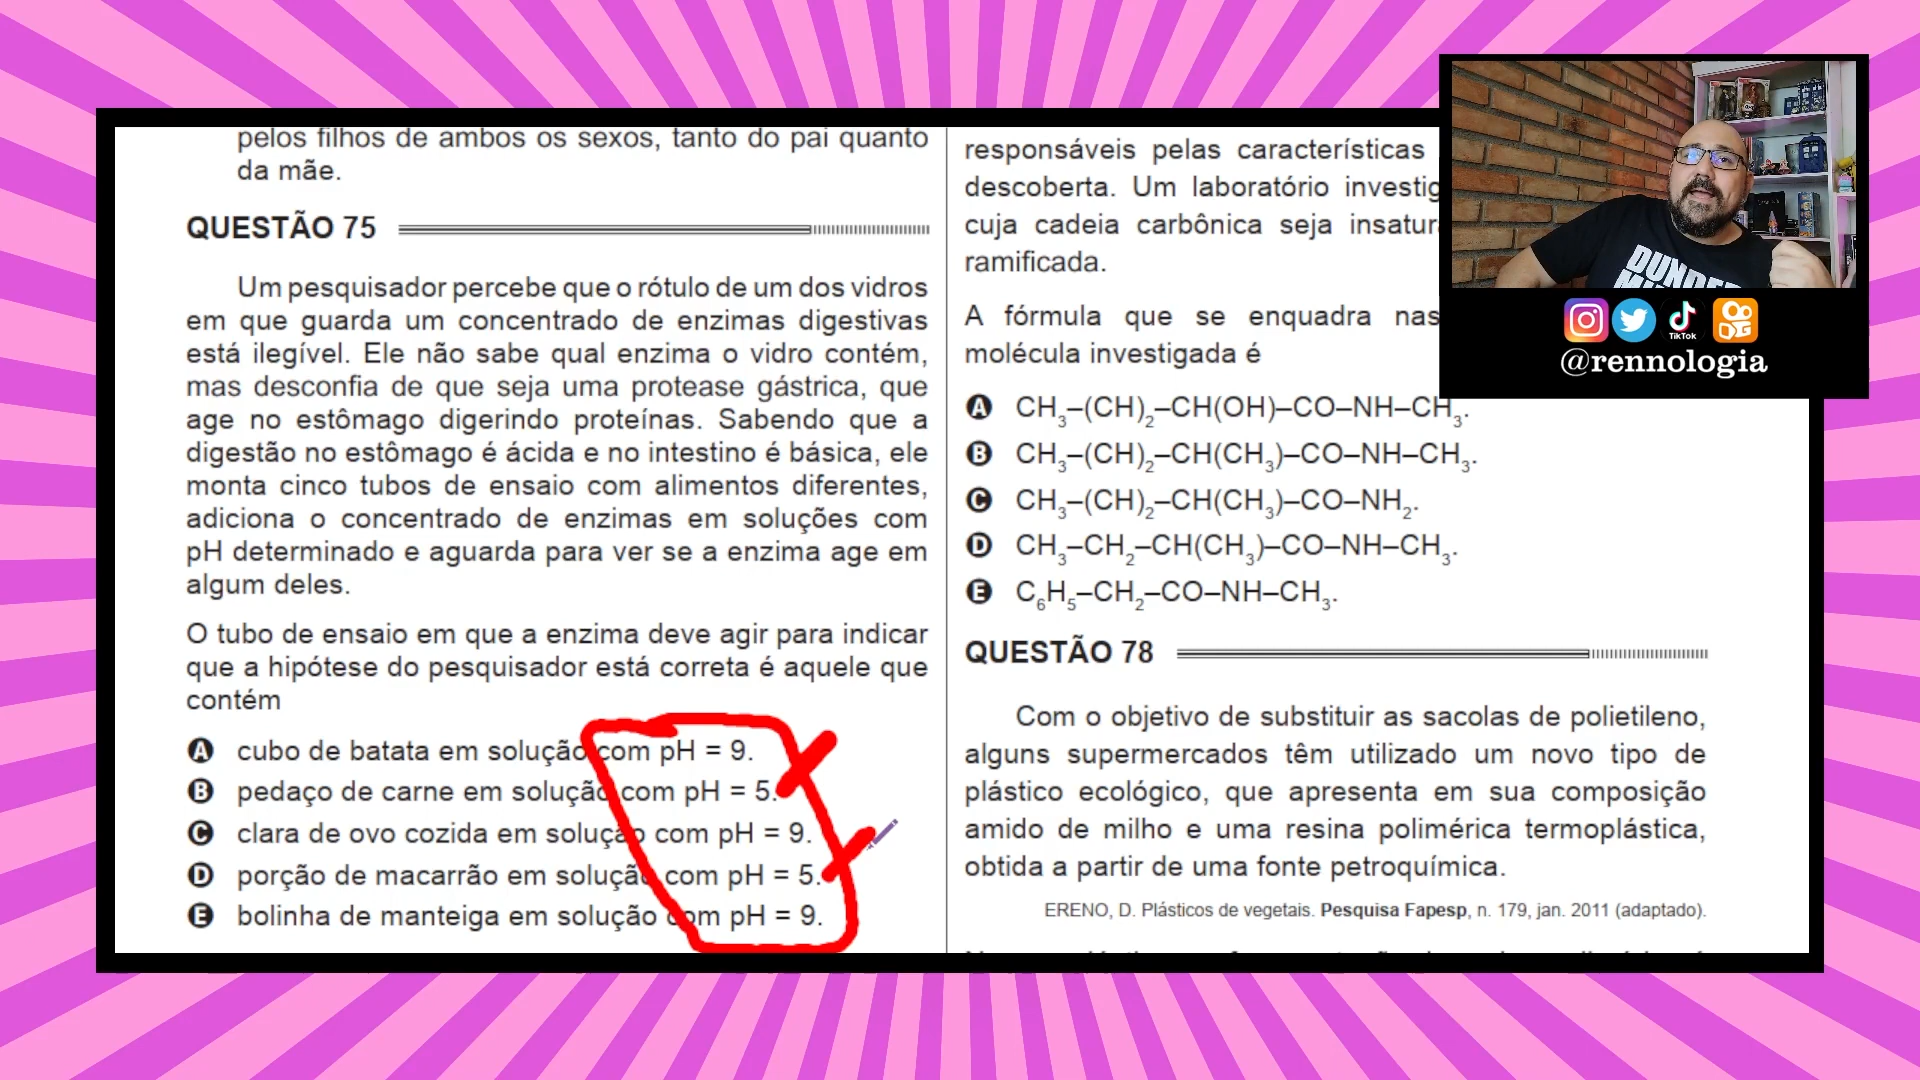 pelos filhos de ambos os sexos, tanto do pai quanto
da mãe.
QUESTÃO 75
Um pesquisador percebe que o rótulo de um dos vidros
em que guarda um concentrado de enzimas digestivas
está ilegível. Ele não sabe qual enzima o vidro contém,
mas desconfia de que seja uma protease gástrica, que
age no estômago digerindo proteínas. Sabendo que a
digestão no estômago é ácida e no intestino é básica, ele
monta cinco tubos de ensaio com alimentos diferentes,
adiciona o concentrado de enzimas em soluções com
pH determinado e aguarda para ver se a enzima age em
algum deles.
O tubo de ensaio em que a enzima deve agir para indicar
que a hipótese do pesquisador está correta é aquele que
contém
A cubo de batata em solução com pH = 9.
B pedaço de carne em solução com pH = 5.
C clara de ovo cozida em solução com pH = 9.
D porção de macarrão em solução com pH = 5.
E bolinha de manteiga em solução com pH = 9.
responsáveis pelas características
descoberta. Um laboratório investig
cuja cadeia carbônica seja insatur
ramificada.
A fórmula que se enquadra nas
molécula investigada é
A CH₃–(CH)₂–CH(OH)–CO–NH–CH₃.
B CH₃–(CH)₂–CH(CH₃)–CO–NH–CH₃.
C CH₃–(CH)₂–CH(CH₃)–CO–NH₂.
D CH₃–CH₂–CH(CH₃)–CO–NH–CH₃.
E C₆H₅–CH₂–CO–NH–CH₃.
QUESTÃO 78
Com o objetivo de substituir as sacolas de polietileno,
alguns supermercados têm utilizado um novo tipo de
plástico ecológico, que apresenta em sua composição
amido de milho e uma resina polimérica termoplástica,
obtida a partir de uma fonte petroquímica.
ERENO, D. Plásticos de vegetais. Pesquisa Fapesp, n. 179, jan. 2011 (adaptado).
DUNDER
TikTok
@rennologia